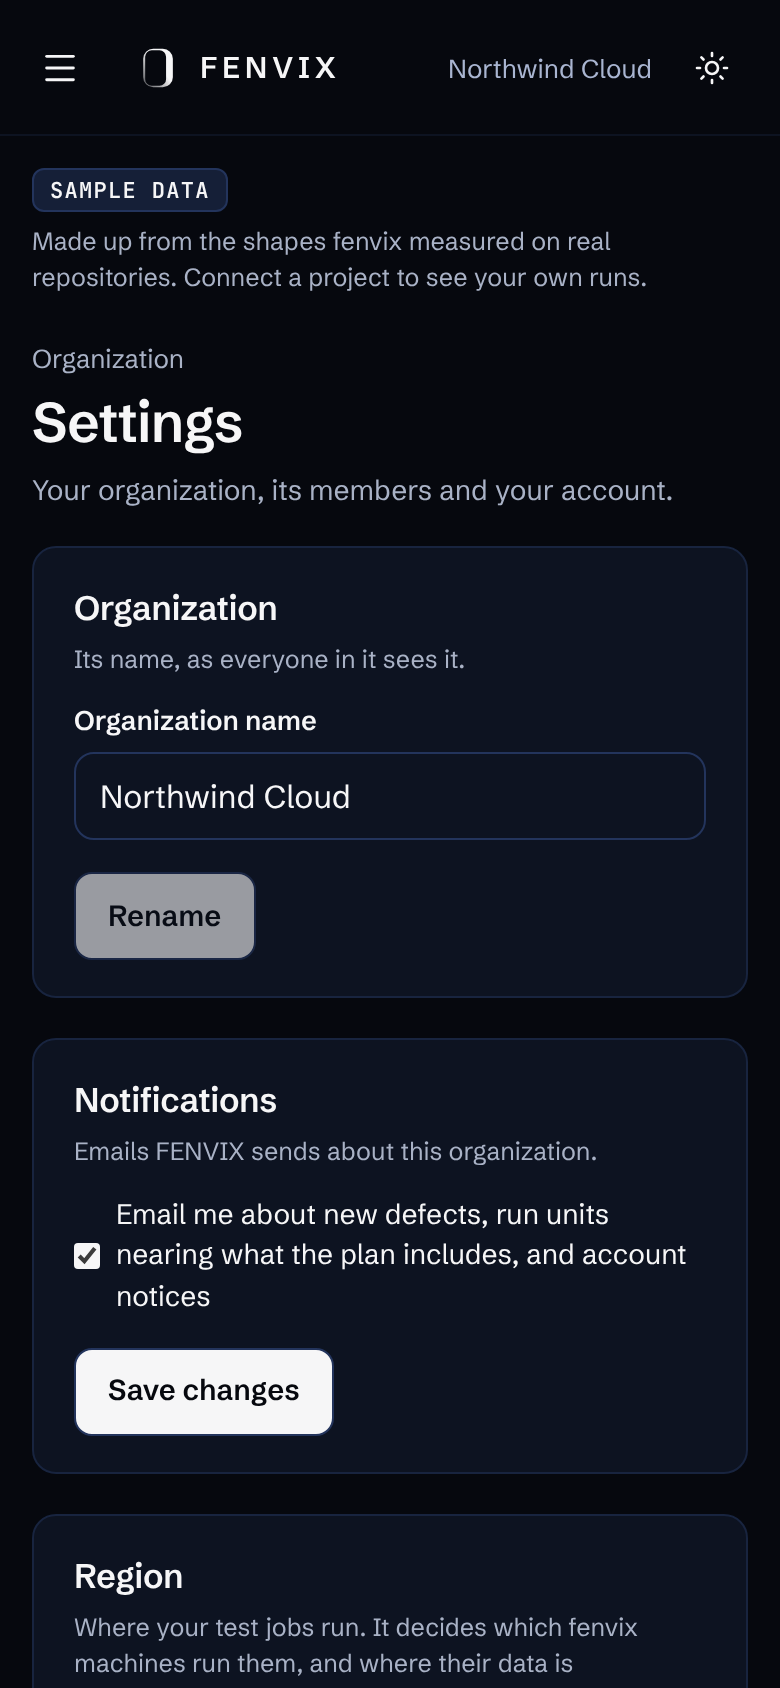 FENVIX
Northwind Cloud
SAMPLE DATA
Made up from the shapes fenvix measured on real
repositories. Connect a project to see your own runs.
Organization
Settings
Your organization, its members and your account.
Organization
Its name, as everyone in it sees it.
Organization name
Northwind Cloud
Rename
Notifications
Emails FENVIX sends about this organization.
Email me about new defects, run units
nearing what the plan includes, and account
notices
Save changes
Region
Where your test jobs run. It decides which fenvix
machines run them, and where their data is